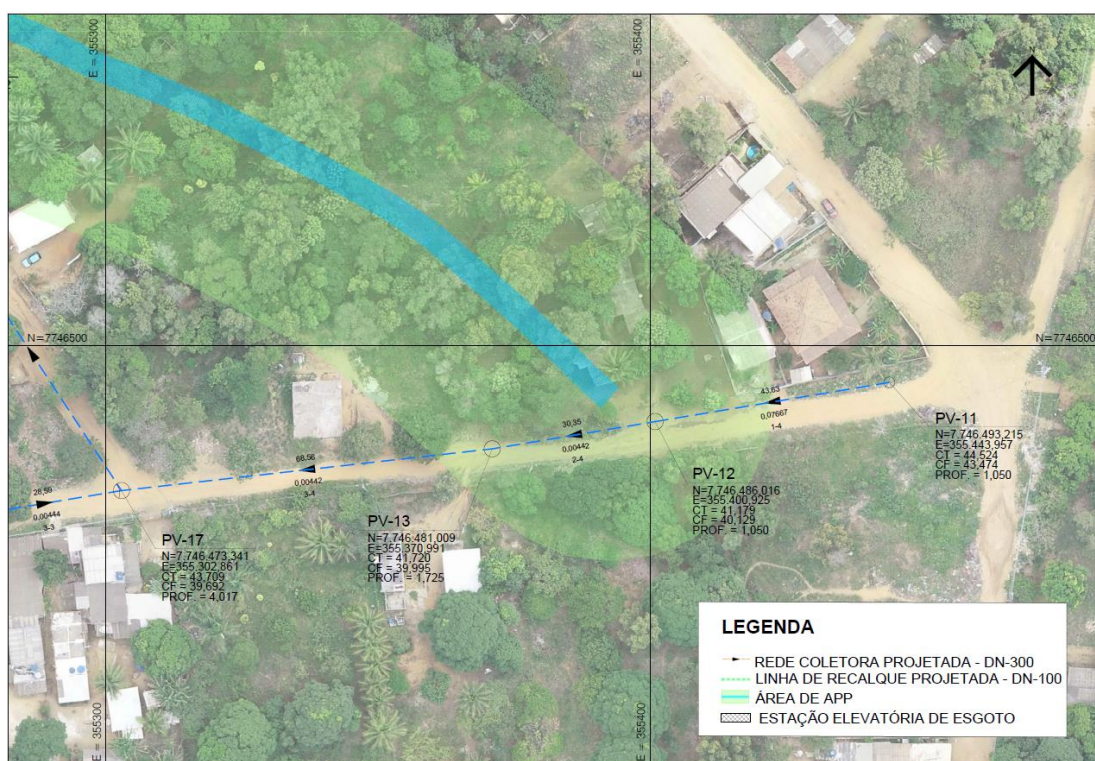 E = 355300
E = 355400
N
N=7746500
N=7746500
43,63
0,07667
1-4
30,35
0,00442
2-4
68,56
0,00442
3-4
28,59
0,00444
3-3
PV-11
N=7.746.493,215
E=355.443,957
CT = 44,524
CF = 43,474
PROF. = 1,050
PV-12
N=7.746.486,016
E=355.400,925
CT = 41,179
CF = 40,129
PROF. = 1,050
PV-13
N=7.746.481,009
E=355.370,991
CT = 41,720
CF = 39,995
PROF. = 1,725
PV-17
N=7.746.473,341
E=355.302,861
CT = 43,709
CF = 39,692
PROF. = 4,017
E = 355300
E = 355400
LEGENDA
REDE COLETORA PROJETADA - DN-300
LINHA DE RECALQUE PROJETADA - DN-100
ÁREA DE APP
ESTAÇÃO ELEVATÓRIA DE ESGOTO